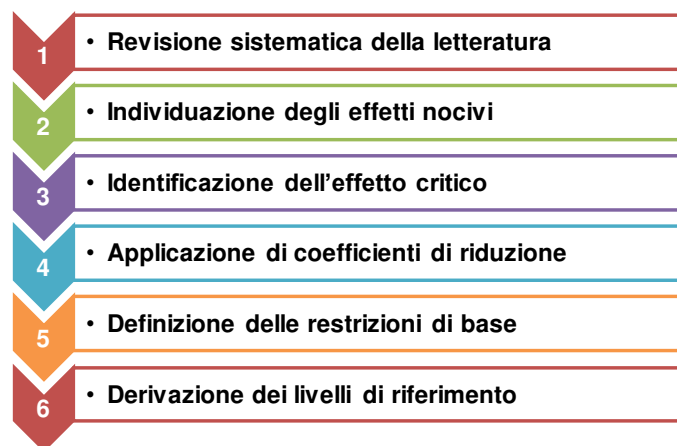 1 • Revisione sistematica della letteratura
2 • Individuazione degli effetti nocivi
3 • Identificazione dell'effetto critico
4 • Applicazione di coefficienti di riduzione
5 • Definizione delle restrizioni di base
6 • Derivazione dei livelli di riferimento